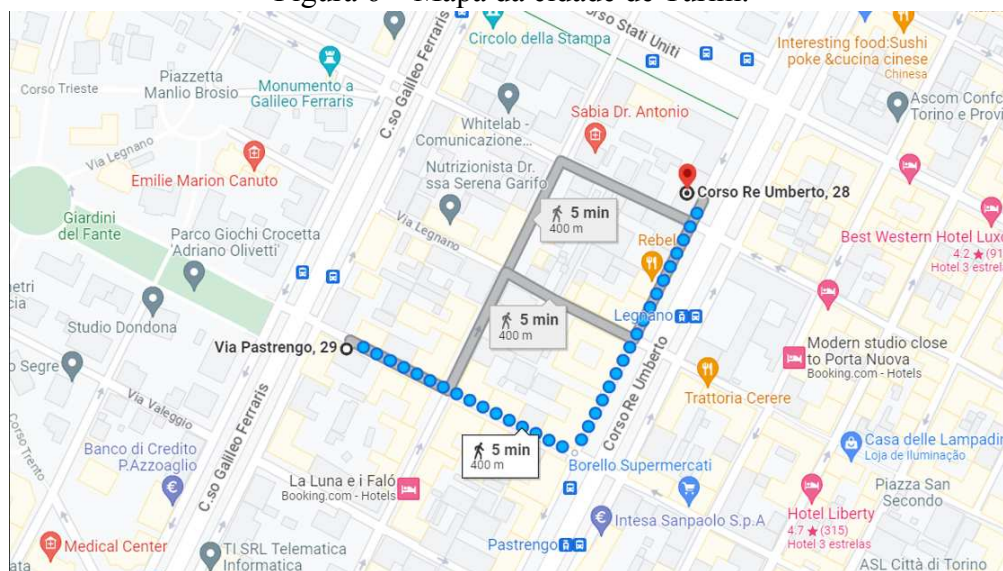 Corso Stati Uniti
Circolo della Stampa
Interesting food:Sushi
poke &cucina cinese
Chinesa
Piazzetta
Manlio Brosio
Monumento a
Galileo Ferraris
C.so Galileo Ferraris
Corso Trieste
Ascom Confc
Torino e Provi
Whitelab -
Comunicazione...
Sabia Dr. Antonio
Via Legnano
Emilie Marion Canuto
Nutrizionista Dr.
ssa Serena Garifo
Corso Re Umberto, 28
Giardini
del Fante
Via Legnano
5 min
400 m
Parco Giochi Crocetta
'Adriano Olivetti'
Rebel
Best Western Hotel Luxo
4.2 ★ (91
Hotel 3 estrelas
metri
cia
Studio Dondona
5 min
400 m
Legnano
Via Pastrengo, 29
Modern studio close
to Porta Nuova
Booking.com - Hotels
o Segre
Via Valeggio
Corso Re Umberto
Trattoria Cerere
Corso Trento
C.so Galileo Ferraris
Banco di Credito
P.Azzoaglio
5 min
400 m
Casa delle Lampadin
Loja de Iluminação
La Luna e i Faló
Booking.com - Hotels
Borello Supermercati
Piazza San
Secondo
Intesa Sanpaolo S.p.A
Hotel Liberty
4.7 ★ (315)
Hotel 3 estrelas
Medical Center
TI SRL Telematica
Informatica
Pastrengo
ata
ASL Città di Torino